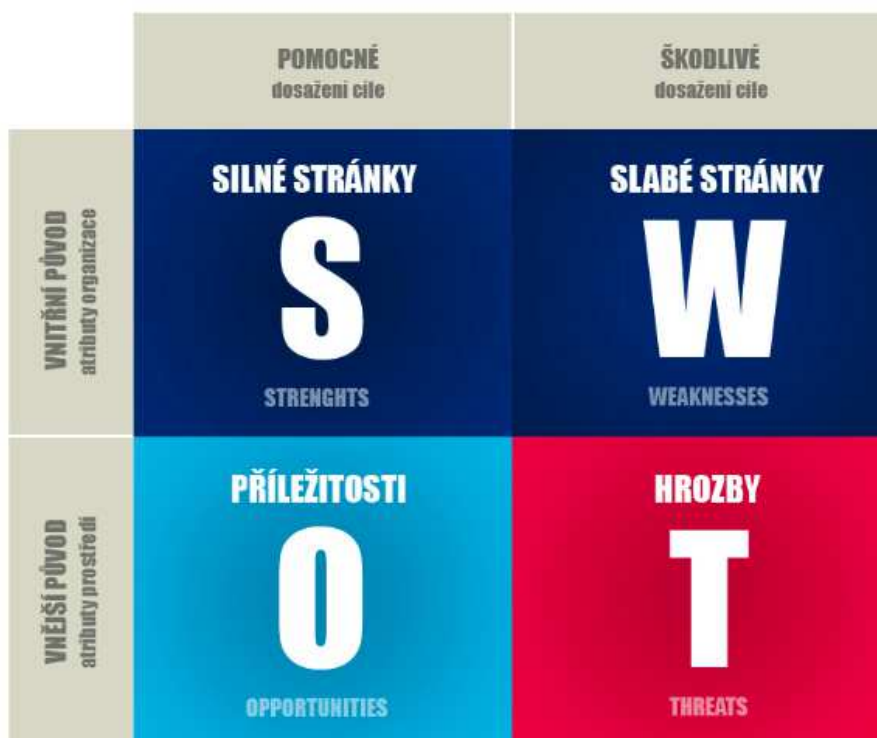 POMOCNÉ
dosažení cíle
ŠKODLIVÉ
dosažení cíle
VNITŘNÍ PŮVOD
atributy organizace
SILNÉ STRÁNKY
S
STRENGHTS
SLABÉ STRÁNKY
W
WEAKNESSES
VNĚJŠÍ PŮVOD
atributy prostředí
PŘÍLEŽITOSTI
O
OPPORTUNITIES
HROZBY
T
THREATS